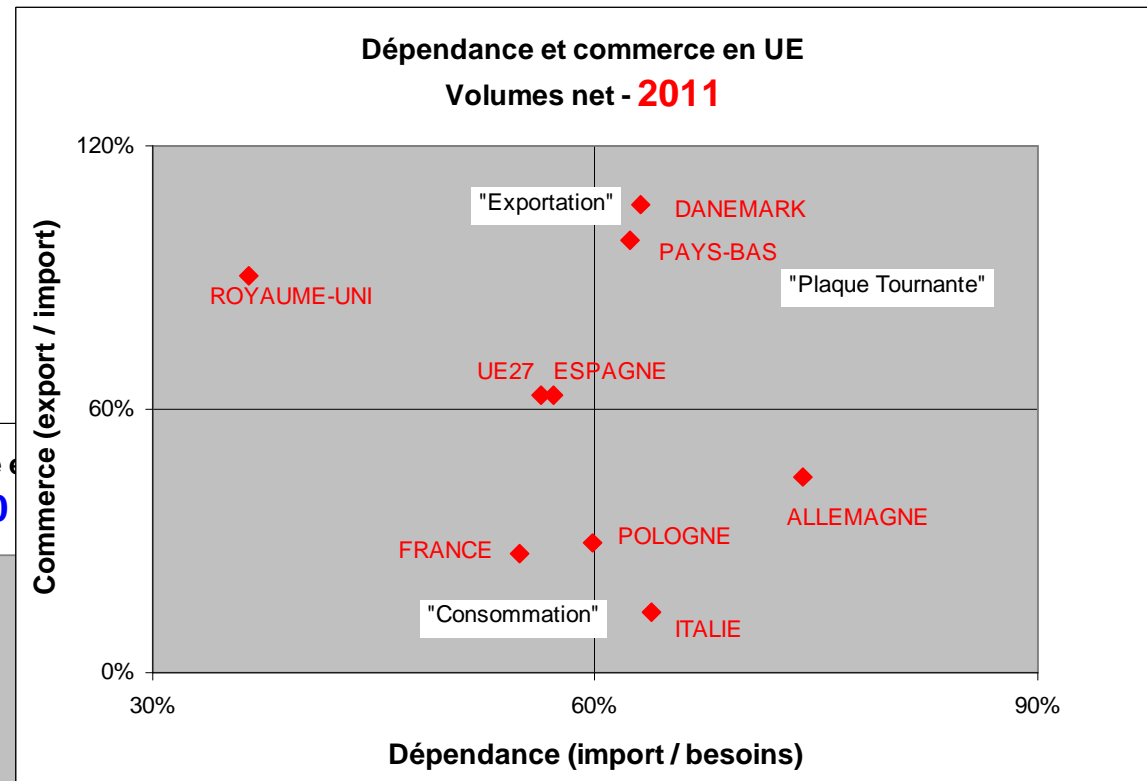 Dépendance et commerce en UE
Volumes net - 2011
Commerce (export / import)
120%
60%
0%
"Exportation"
DANEMARK
PAYS-BAS
"Plaque Tournante"
ROYAUME-UNI
UE27 ESPAGNE
ALLEMAGNE
FRANCE
POLOGNE
"Consommation"
ITALIE
30%
60%
90%
Dépendance (import / besoins)